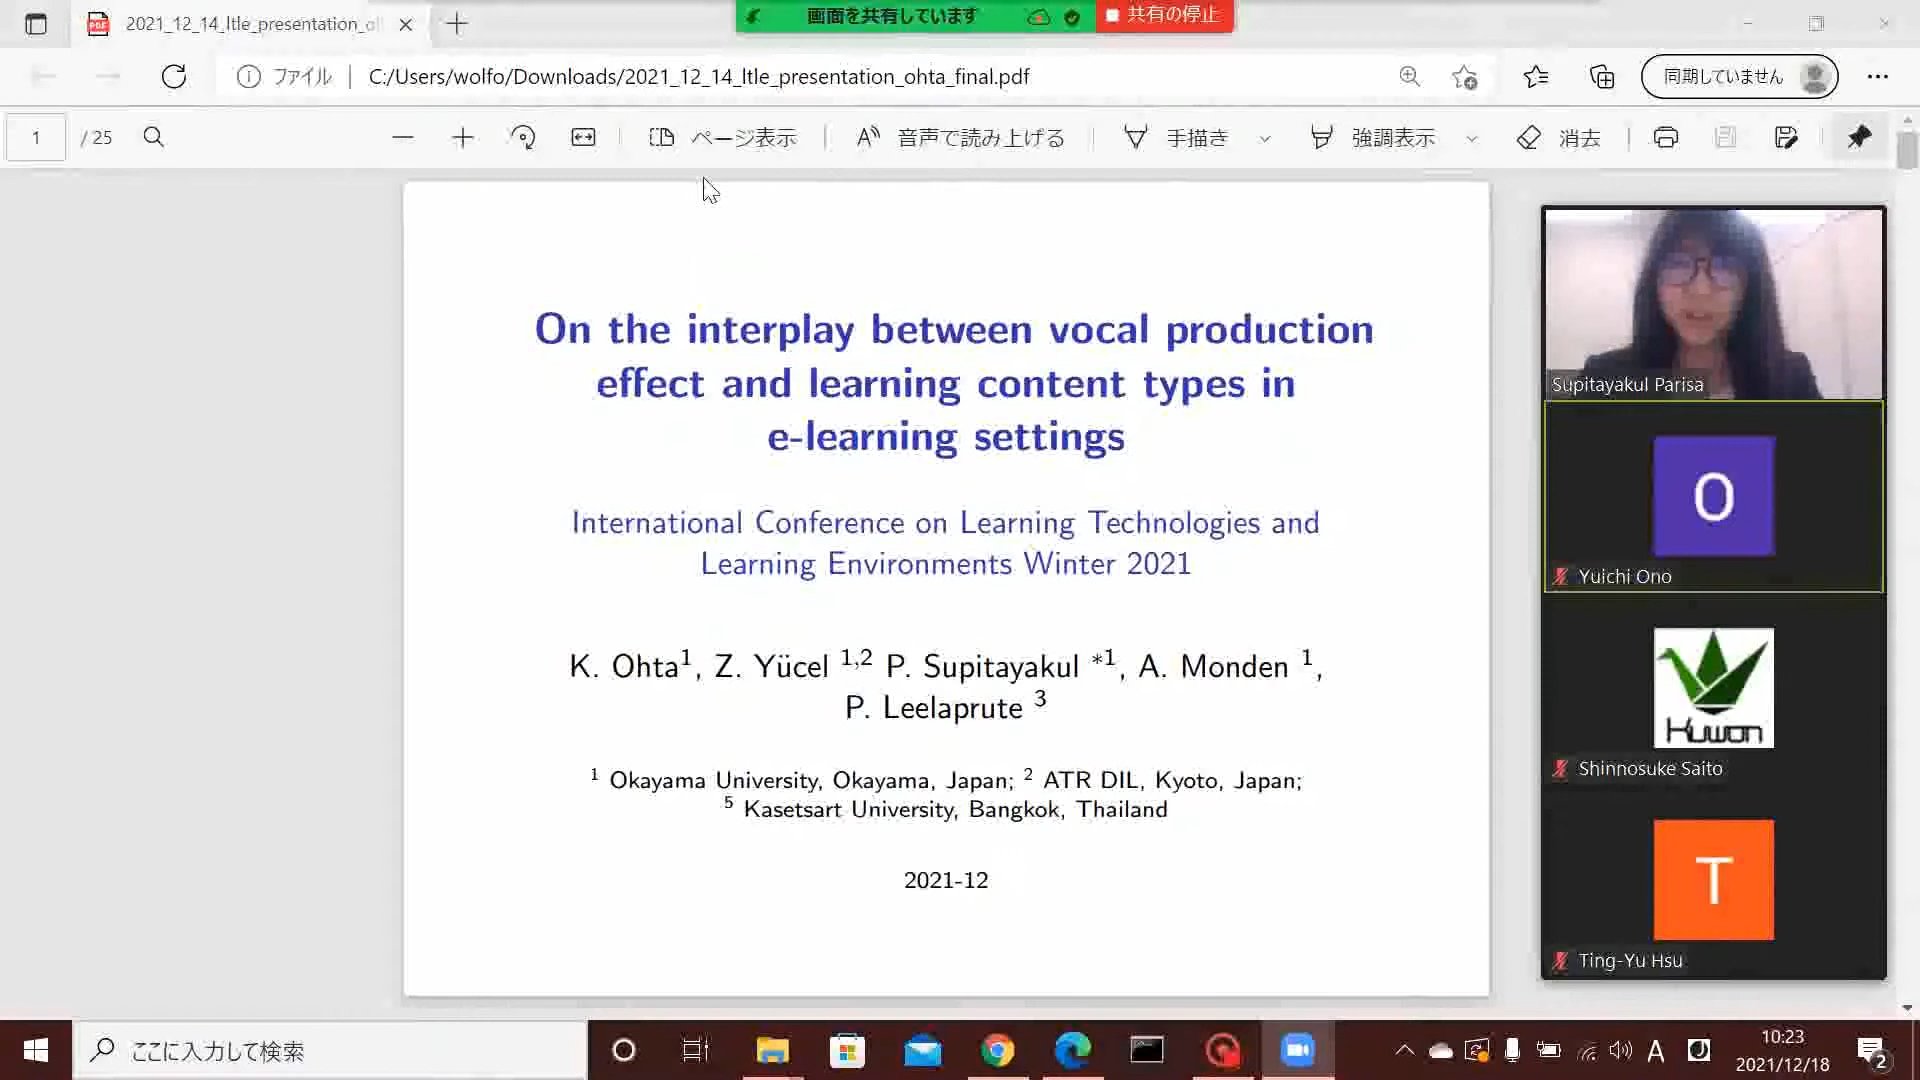 2021_12_14_ltle_presentation_o
画面を共有しています
共有の停止
ファイル
C:/Users/wolfo/Downloads/2021_12_14_ltle_presentation_ohta_final.pdf
同期していません
1 / 25
ページ表示
音声で読み上げる
手描き
強調表示
消去
On the interplay between vocal production
effect and learning content types in
e-learning settings
International Conference on Learning Technologies and
Learning Environments Winter 2021
K. Ohta¹, Z. Yücel ¹,² P. Supitayakul *¹, A. Monden ¹,
P. Leelaprute ³
¹ Okayama University, Okayama, Japan; ² ATR DIL, Kyoto, Japan;
⁵ Kasetsart University, Bangkok, Thailand
2021-12
Supitayakul Parisa
O
Yuichi Ono
Kuwon
Shinnosuke Saito
T
Ting-Yu Hsu
ここに入力して検索
A
10:23
2021/12/18
2